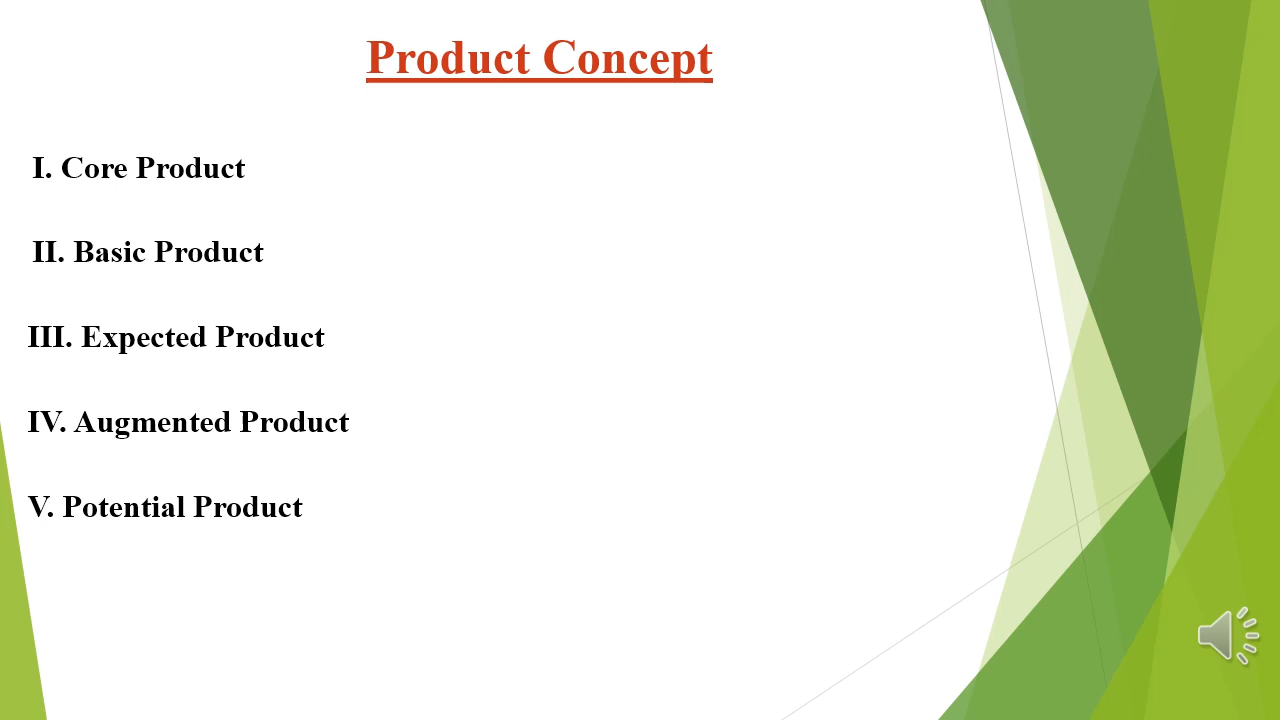 Product Concept
I. Core Product
II. Basic Product
III. Expected Product
IV. Augmented Product
V. Potential Product